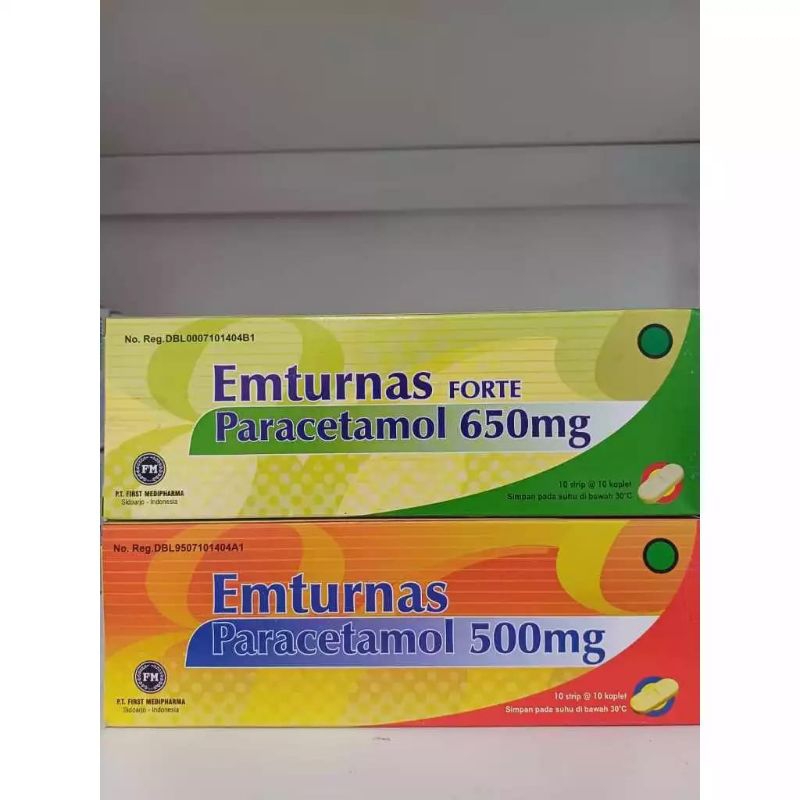 No. Reg.DBL0007101404B1
Emturnas FORTE
Paracetamol 650mg
FM
P.T. FIRST MEDIPHARMA
Sidoarjo - Indonesia
10 strip @ 10 kaplet
Simpan pada suhu di bawah 30°C
No. Reg.DBL9507101404A1
Emturnas
Paracetamol 500mg
FM
P.T. FIRST MEDIPHARMA
Sidoarjo - Indonesia
10 strip @ 10 kaplet
Simpan pada suhu di bawah 30°C